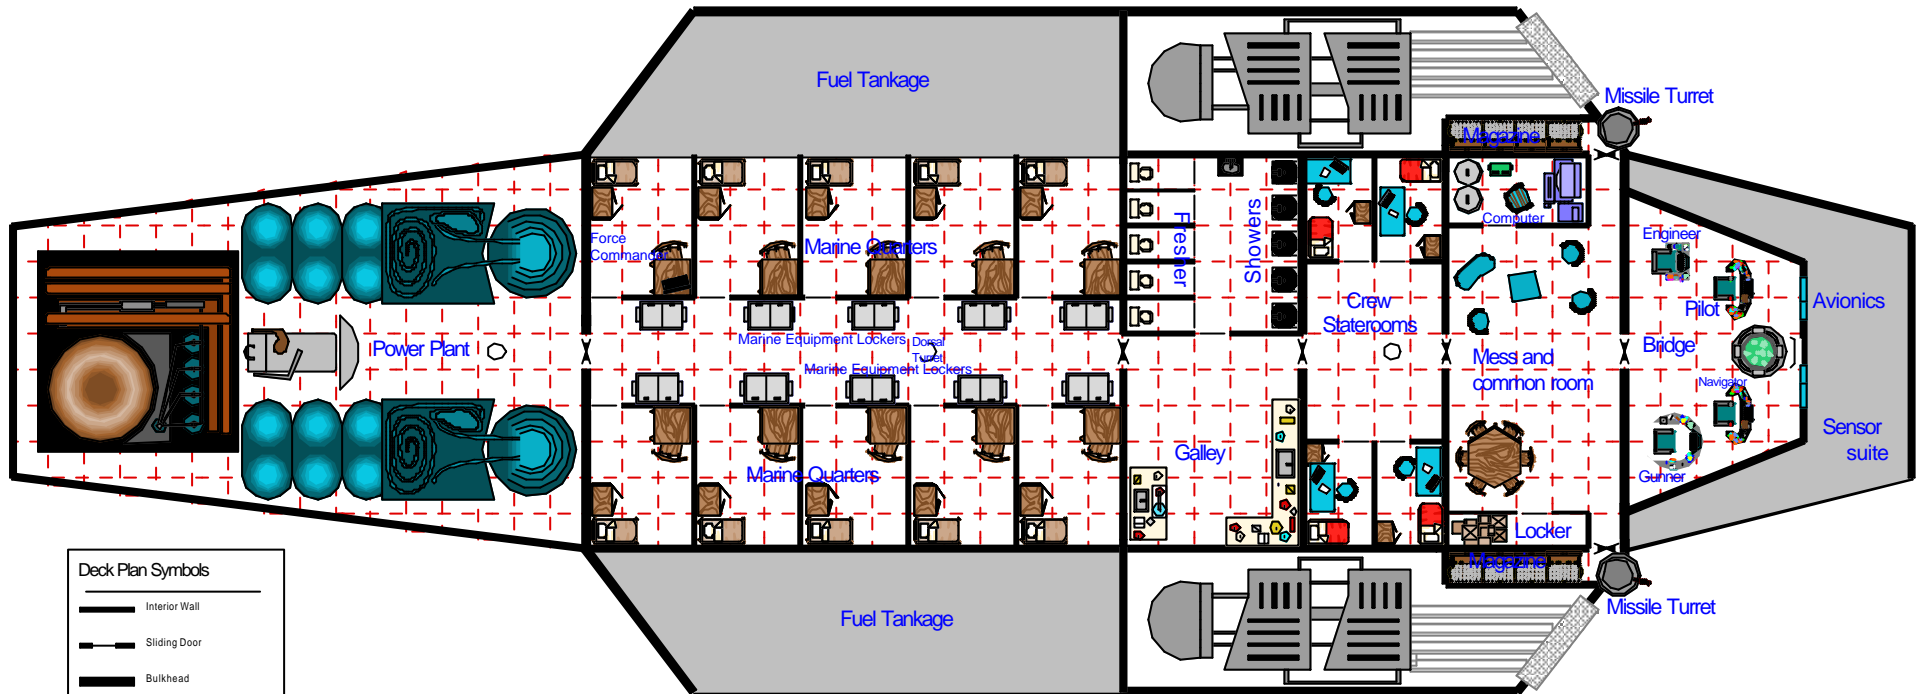 Fuel Tankage
Missile Turret
Magazine
Fresher
Showers
Computer
Force
Commander
Marine Quarters
Engineer
Pilot
Avionics
Crew
Staterooms
Power Plant
Marine Equipment Lockers
Dorsal
Turret
Marine Equipment Lockers
Mess and
common room
Bridge
Navigator
Marine Quarters
Galley
Gunner
Sensor
suite
Locker
Magazine
Missile Turret
Fuel Tankage
Deck Plan Symbols
Interior Wall
Sliding Door
Bulkhead